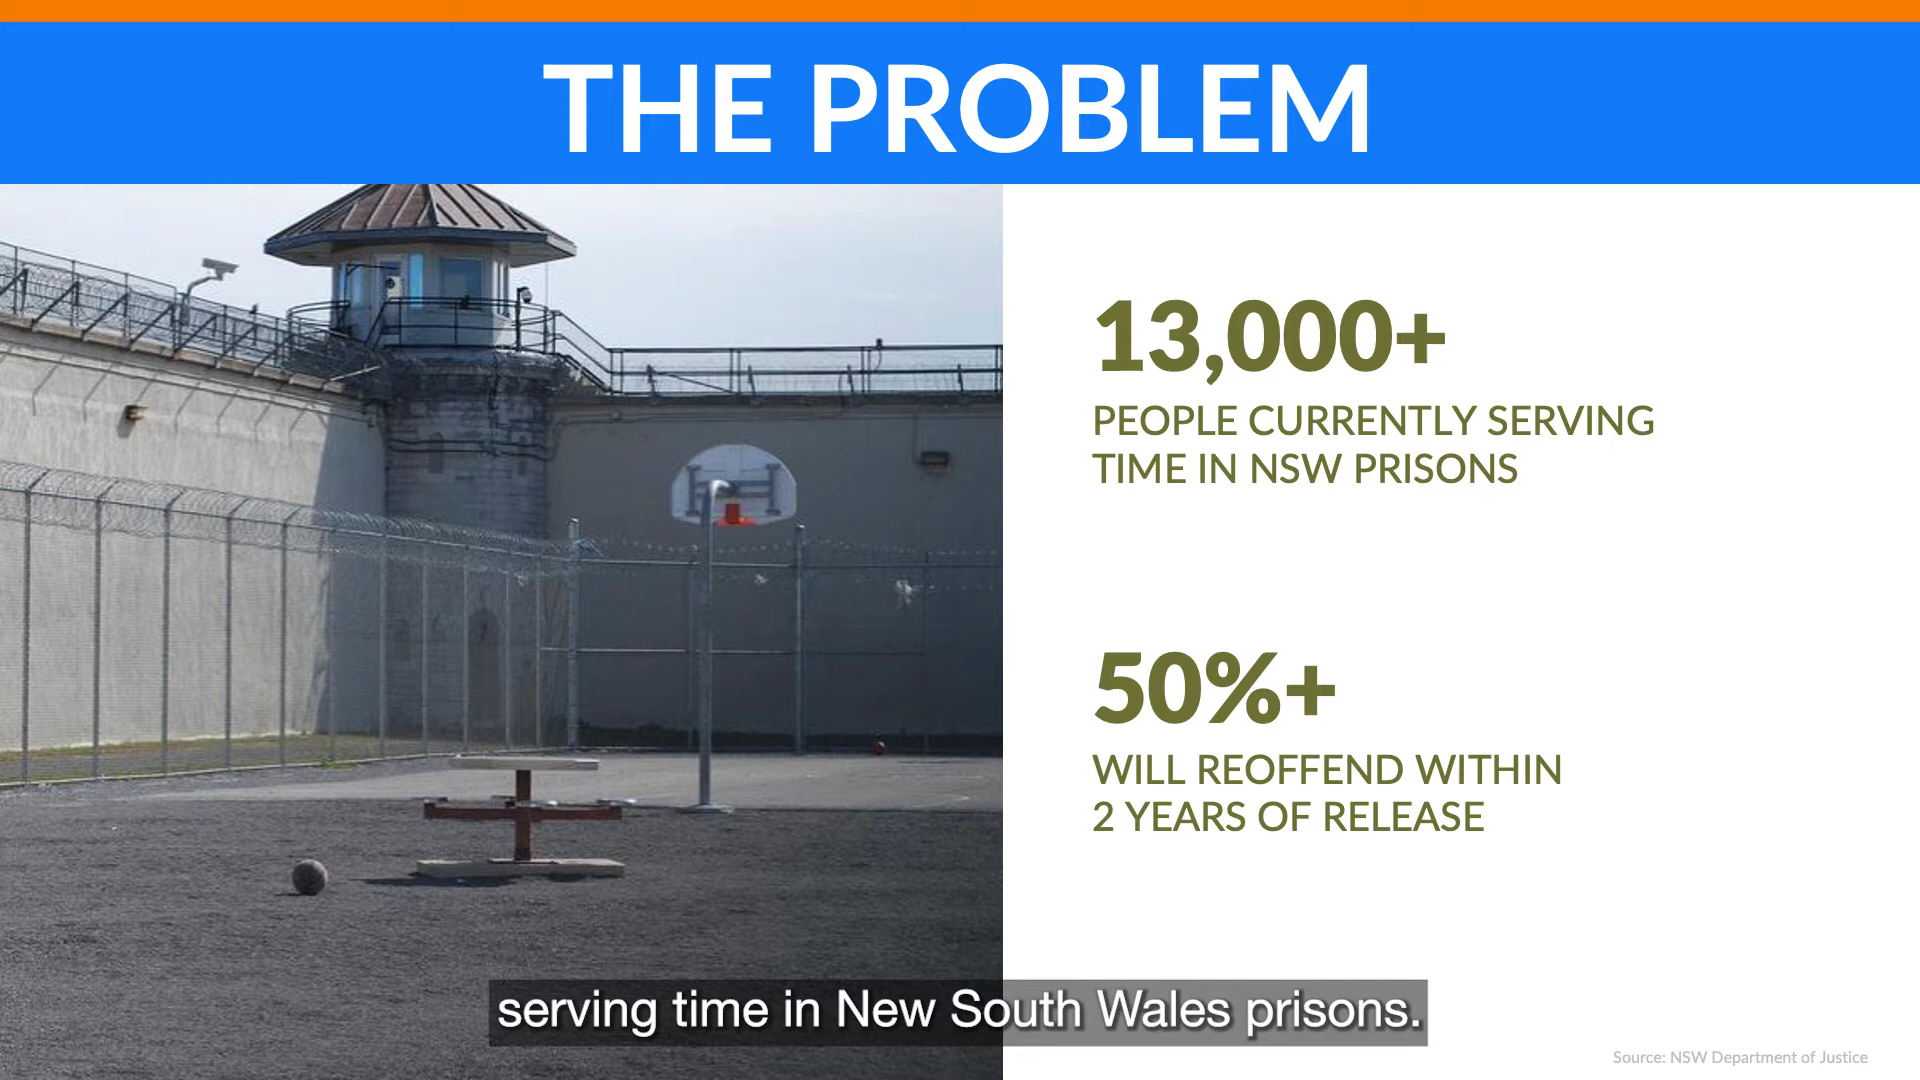 THE PROBLEM
13,000+
PEOPLE CURRENTLY SERVING
TIME IN NSW PRISONS
50%+
WILL REOFFEND WITHIN
2 YEARS OF RELEASE
serving time in New South Wales prisons.
Source: NSW Department of Justice